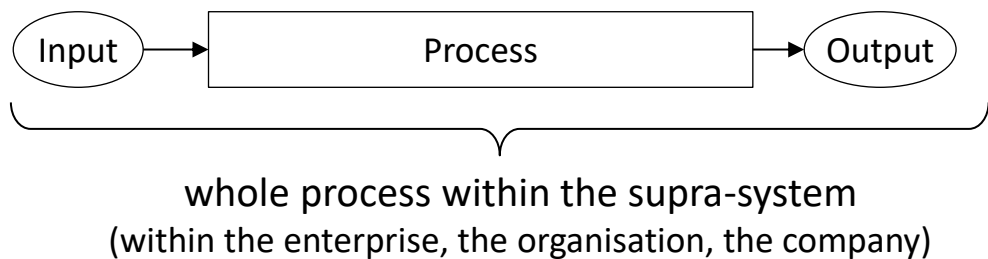 Input
Process
Output
whole process within the supra-system
(within the enterprise, the organisation, the company)